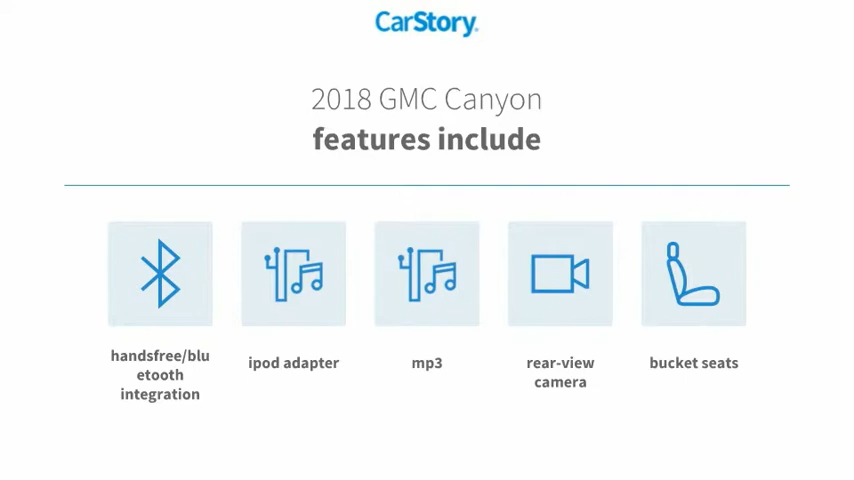 CarStory.
2018 GMC Canyon
features include
handsfree/blu
etooth
integration
ipod adapter
mp3
rear-view
camera
bucket seats